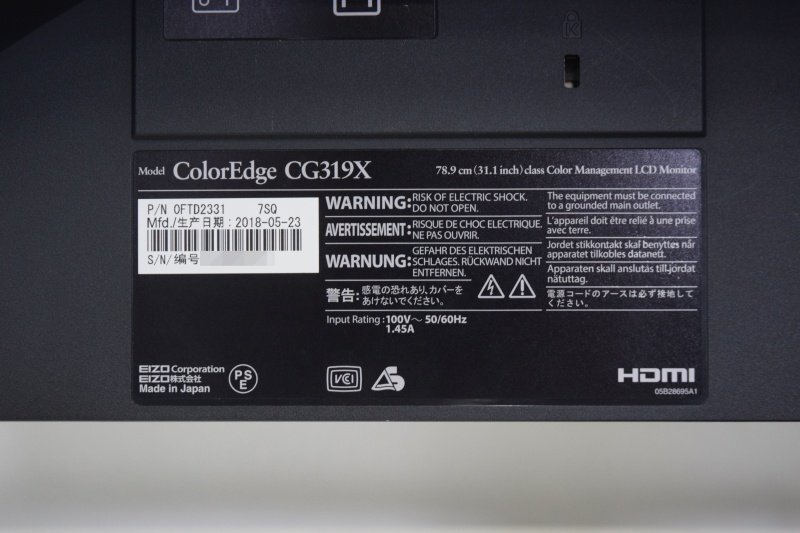 Model ColorEdge CG319X
78.9 cm (31.1 inch) class Color Management LCD Monitor
P/N 0FTD2331 7SQ
Mfd./生产日期: 2018-05-23
S/N/编号
WARNING: RISK OF ELECTRIC SHOCK.
DO NOT OPEN.
AVERTISSEMENT: RISQUE DE CHOC ELECTRIQUE.
NE PAS OUVRIR.
WARNUNG: GEFAHR DES ELEKTRISCHEN
SCHLAGES. RÜCKWAND NICHT
ENTFERNEN.
警告: 感電の恐れあり、カバーを
あけないでください。
Input Rating : 100V～ 50/60Hz
1.45A
The equipment must be connected
to a grounded main outlet.
L'appareil doit être relié à une prise
avec terre.
Jordet stikkontakt skal benyttes når
apparatet tilkobles datanett.
Apparaten skall anslutas till jordat
nätuttag.
電源コードのアースは必ず接地して
ください。
EIZO Corporation
EIZO株式会社
Made in Japan
PS
E
VCI
HDMI
05B28695A1